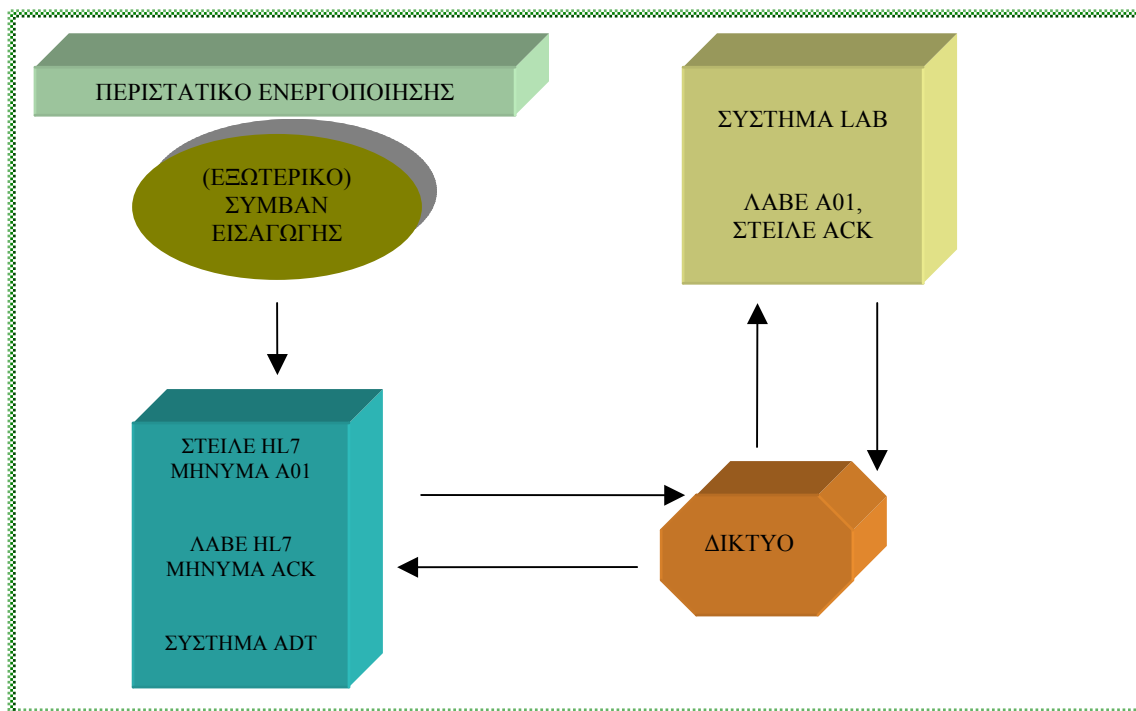 ΠΕΡΙΣΤΑΤΙΚΟ ΕΝΕΡΓΟΠΟΙΗΣΗΣ
(ΕΞΩΤΕΡΙΚΟ)
ΣΥΜΒΑΝ
ΕΙΣΑΓΩΓΗΣ
ΣΥΣΤΗΜΑ LAB
ΛΑΒΕ A01,
ΣΤΕΙΛΕ ACK
ΣΤΕΙΛΕ HL7
ΜΗΝΥΜΑ A01
ΛΑΒΕ HL7
ΜΗΝΥΜΑ ACK
ΣΥΣΤΗΜΑ ADT
ΔΙΚΤΥΟ